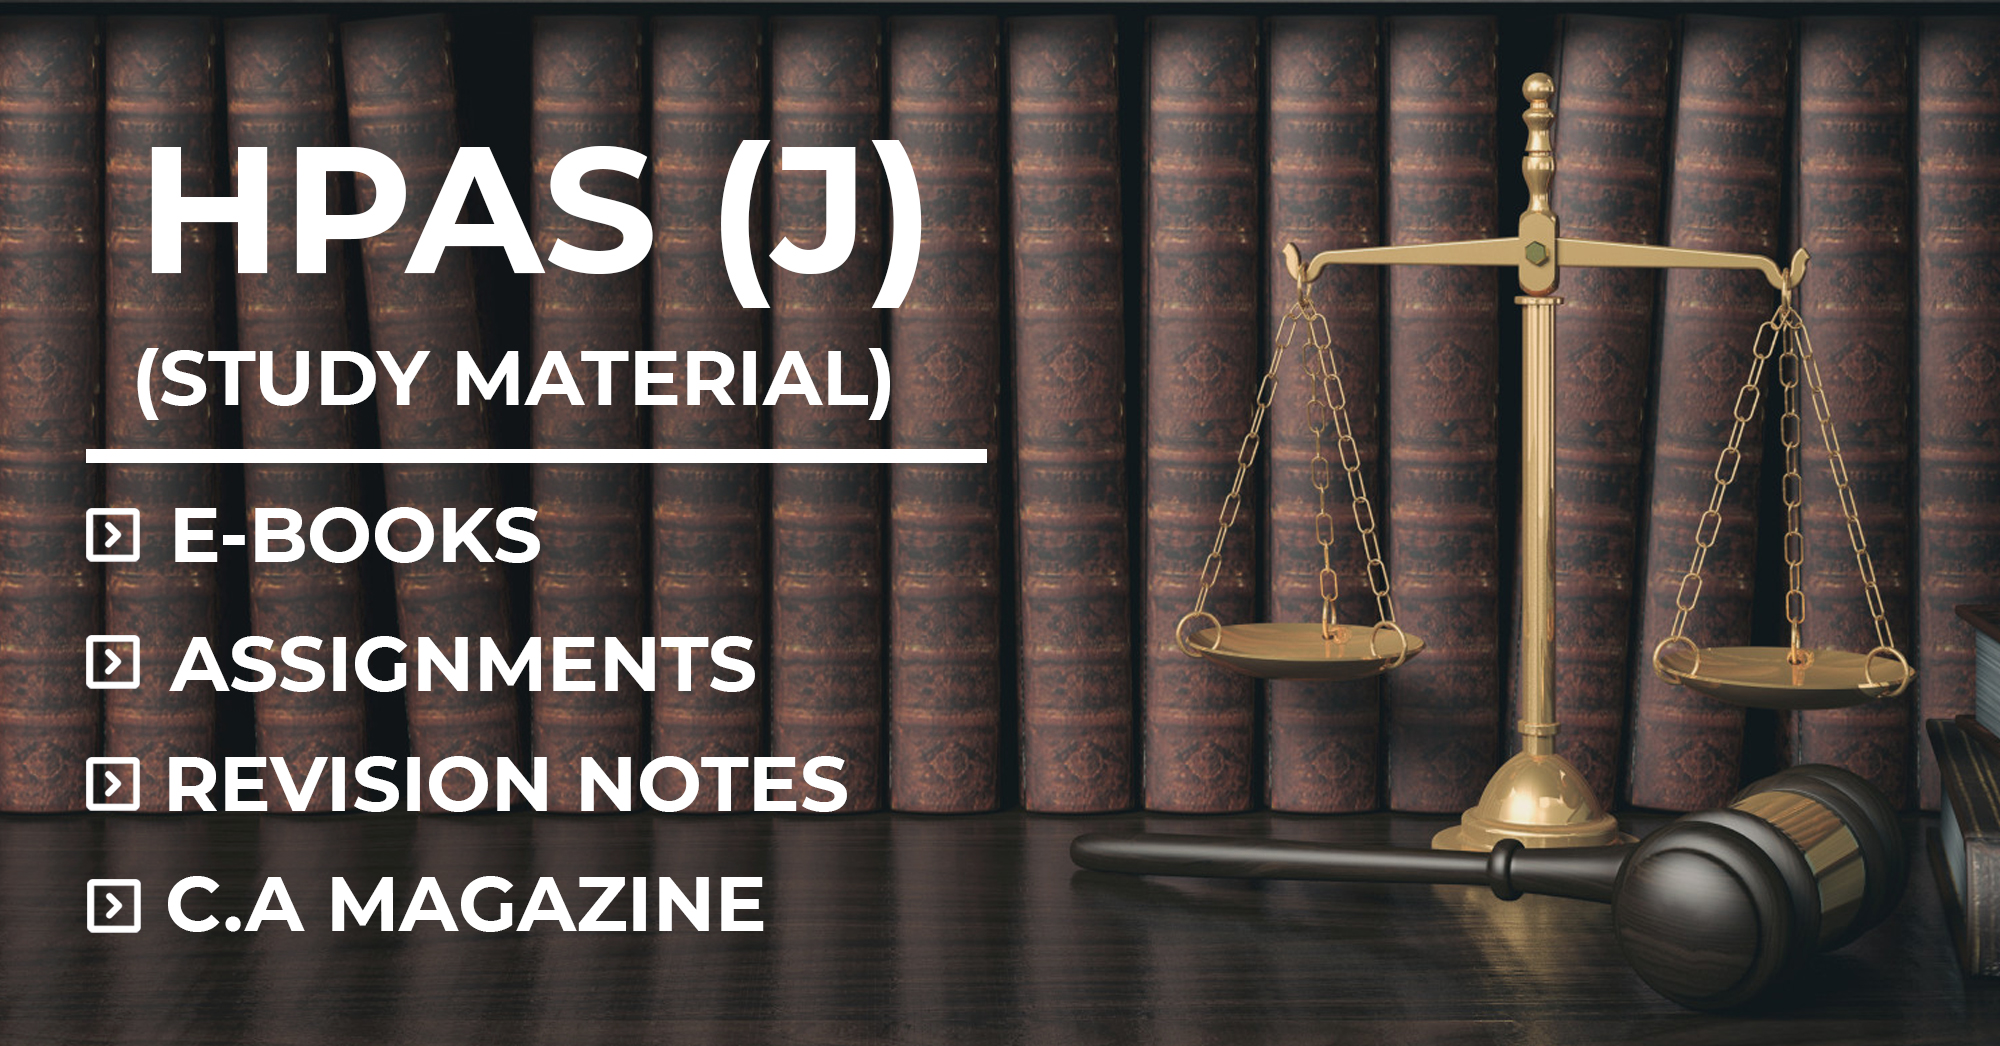 HPAS (J)
(STUDY MATERIAL)
E-BOOKS
ASSIGNMENTS
REVISION NOTES
C.A MAGAZINE